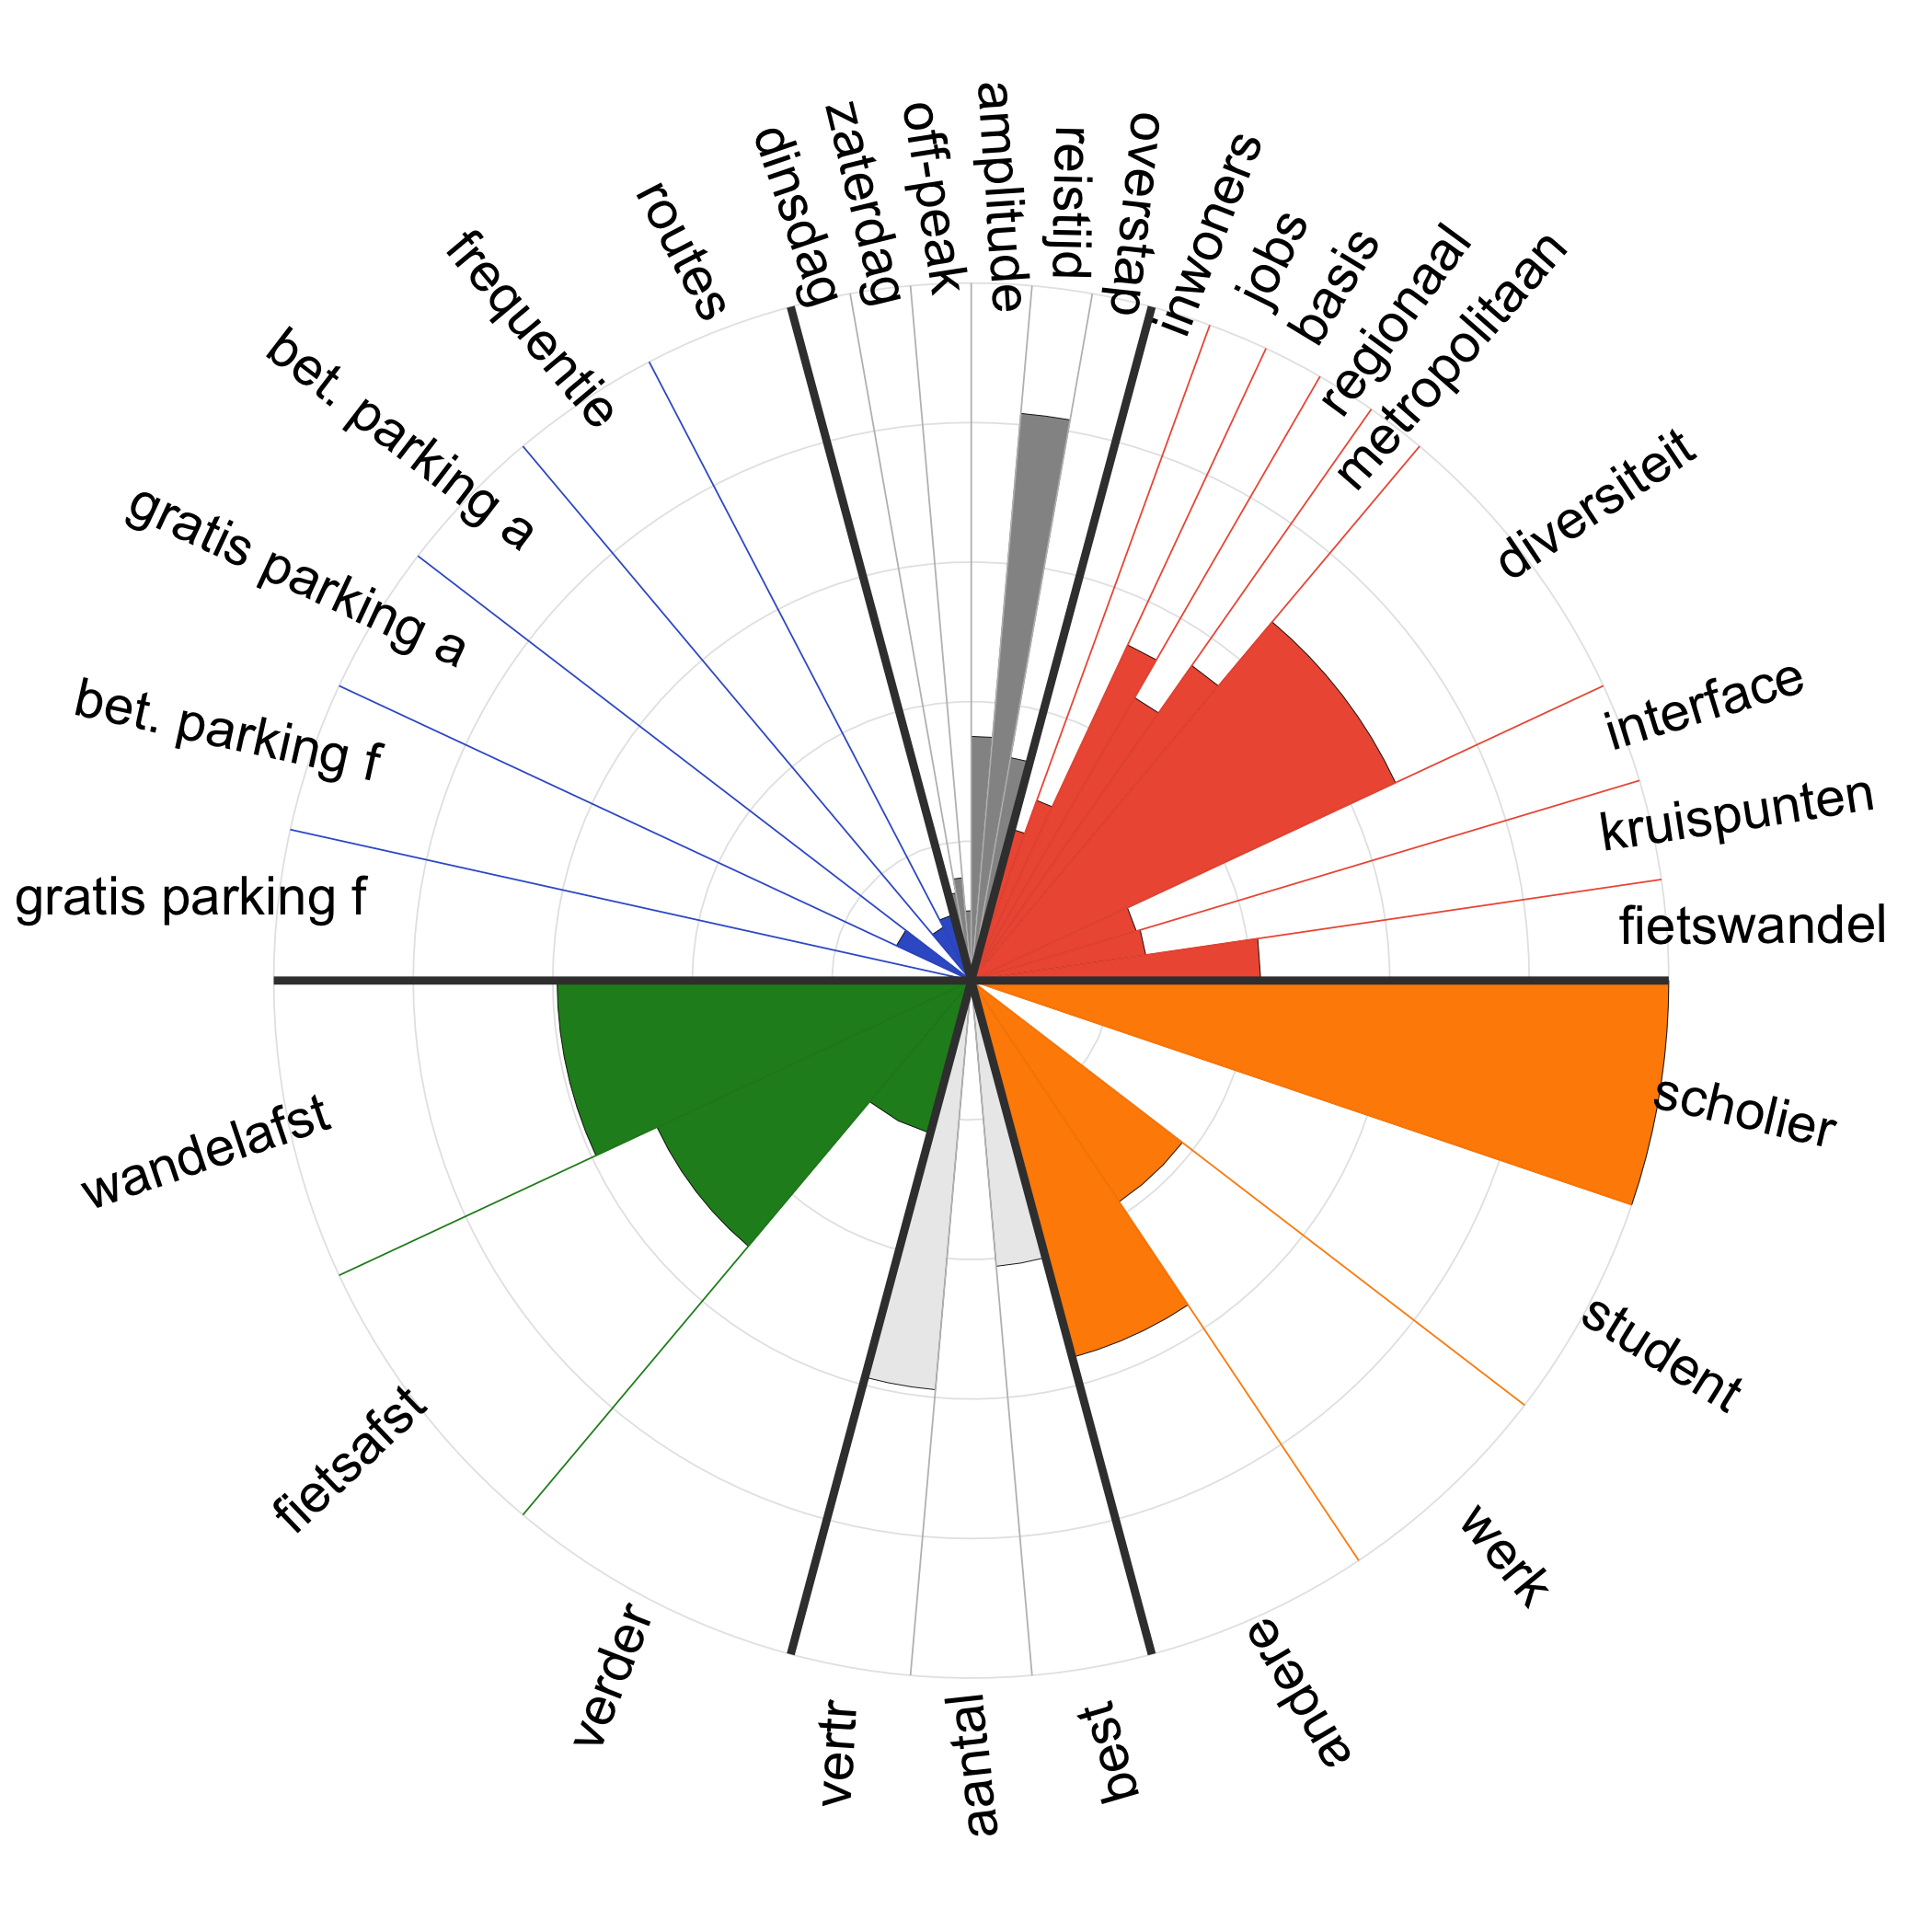 dinsdag
zaterdag
off-peak
amplitude
reistijd
overstap
inwoners
jobs
basis
regionaal
metropolitaan
diversiteit
interface
kruispunten
fietswandel
scholier
student
werk
andere
best
aantal
vertr
verder
fietsafst
wandelafst
gratis parking f
bet. parking f
gratis parking a
bet. parking a
frequentie
routes